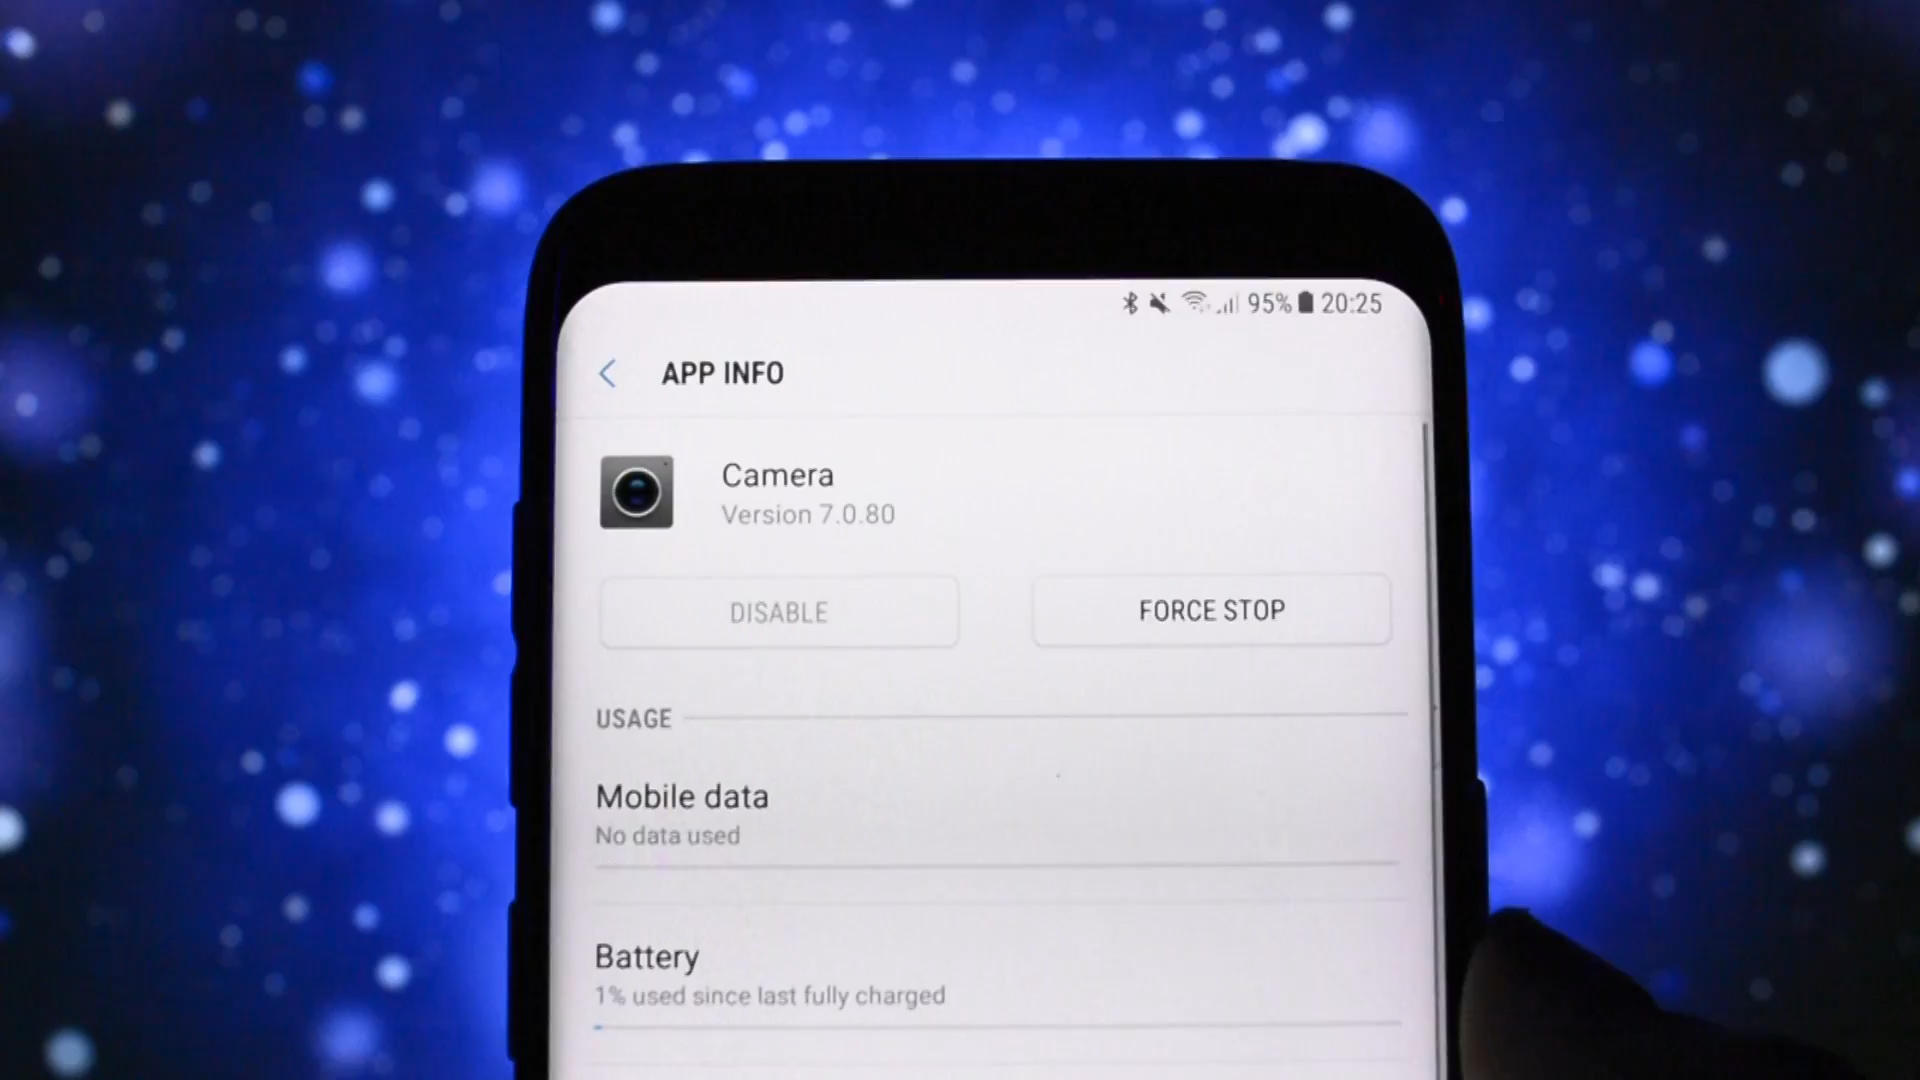 95% 20:25
APP INFO
Camera
Version 7.0.80
DISABLE FORCE STOP
USAGE
Mobile data
No data used
Battery
1% used since last fully charged